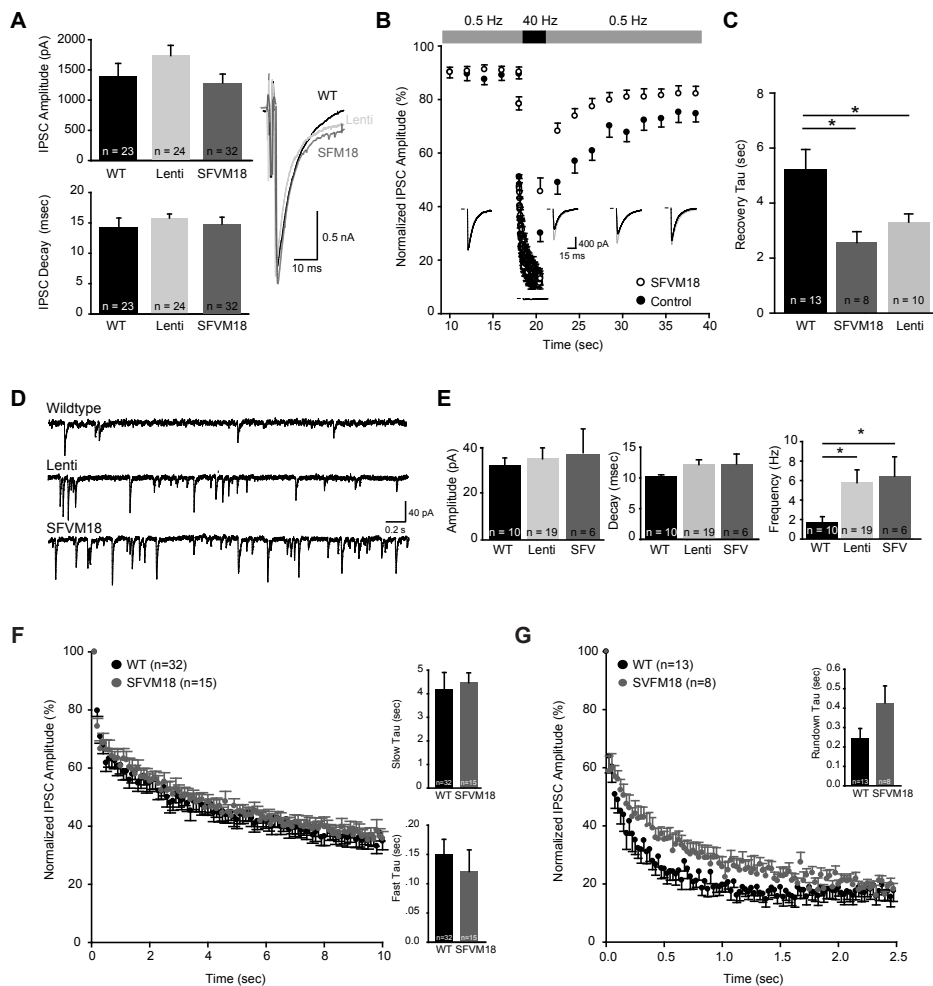 A
IPSC Amplitude (pA)
2000
1500
1000
500
0
n = 23
n = 24
n = 32
WT
Lenti
SFVM18
IPSC Decay (msec)
20
15
10
5
0
n = 23
n = 24
n = 32
WT
Lenti
SFVM18
WT
Lenti
SFM18
0.5 nA
10 ms
B
0.5 Hz
40 Hz
0.5 Hz
Normalized IPSC Amplitude (%)
100
80
60
40
20
0
400 pA
15 ms
SFVM18
Control
10
15
20
25
30
35
40
Time (sec)
C
Recovery Tau (sec)
8
6
4
2
0
*
*
n = 13
n = 8
n = 10
WT
SFVM18
Lenti
D
Wildtype
Lenti
SFVM18
40 pA
0.2 s
E
Amplitude (pA)
40
20
0
n = 10
n = 19
n = 6
WT
Lenti
SFV
Decay (msec)
15
10
5
0
n = 10
n = 19
n = 6
WT
Lenti
SFV
Frequency (Hz)
10
8
6
4
2
0
*
*
n = 10
n = 19
n = 6
WT
Lenti
SFV
F
Normalized IPSC Amplitude (%)
100
80
60
40
20
0
WT (n=32)
SFVM18 (n=15)
0
2
4
6
8
10
Time (sec)
Slow Tau (sec)
5
4
3
2
1
0
n=32
n=15
WT SFVM18
Fast Tau (sec)
.20
.15
.10
.05
0.0
n=32
n=15
WT SFVM18
G
Normalized IPSC Amplitude (%)
100
80
60
40
20
0
WT (n=13)
SVFM18 (n=8)
0.0
0.5
1.0
1.5
2.0
2.5
Time (sec)
Rundown Tau (sec)
0.6
0.5
0.4
0.3
0.2
0.1
0.0
n=13
n=8
WT SFVM18